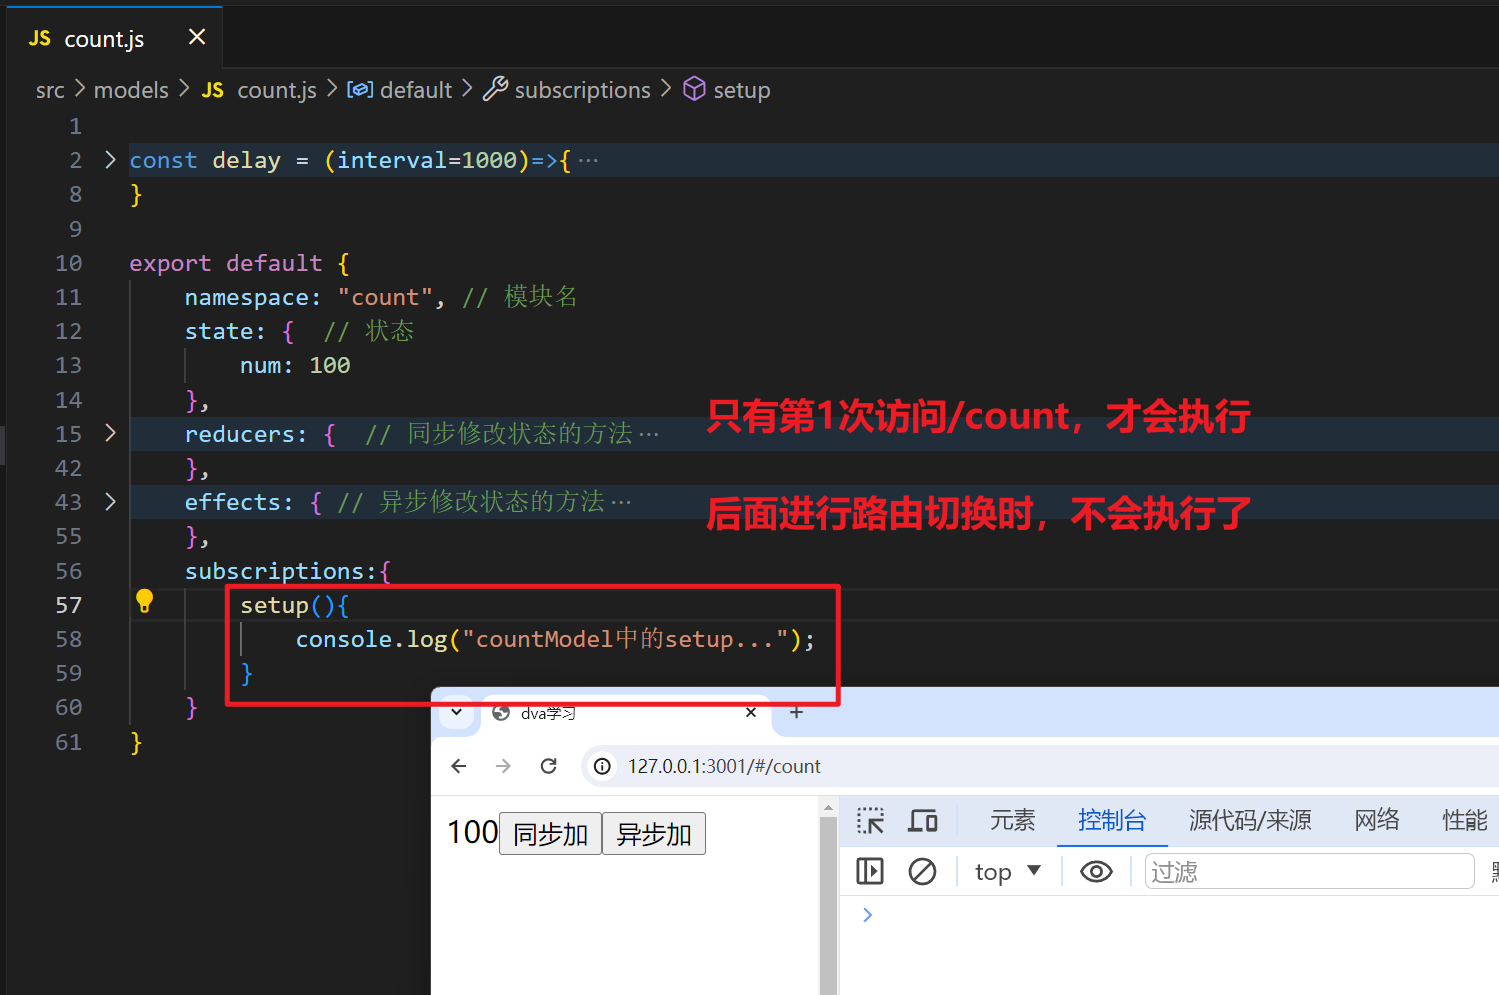 JS count.js ×
src > models > JS count.js > default > subscriptions > setup
1
2 const delay = (interval=1000)=>{···
8 }
9
10 export default {
11 namespace: "count", // 模块名
12 state: { // 状态
13 num: 100
14 },
只有第1次访问/count，才会执行
15 reducers: { // 同步修改状态的方法···
42 },
43 effects: { // 异步修改状态的方法···
后面进行路由切换时，不会执行了
55 },
56 subscriptions:{
57 setup(){
58 console.log("countModel中的setup...");
59 }
60 }
61 }
dva学习
127.0.0.1:3001/#/count
100 同步加 异步加
元素 控制台 源代码/来源 网络 性能
top 过滤